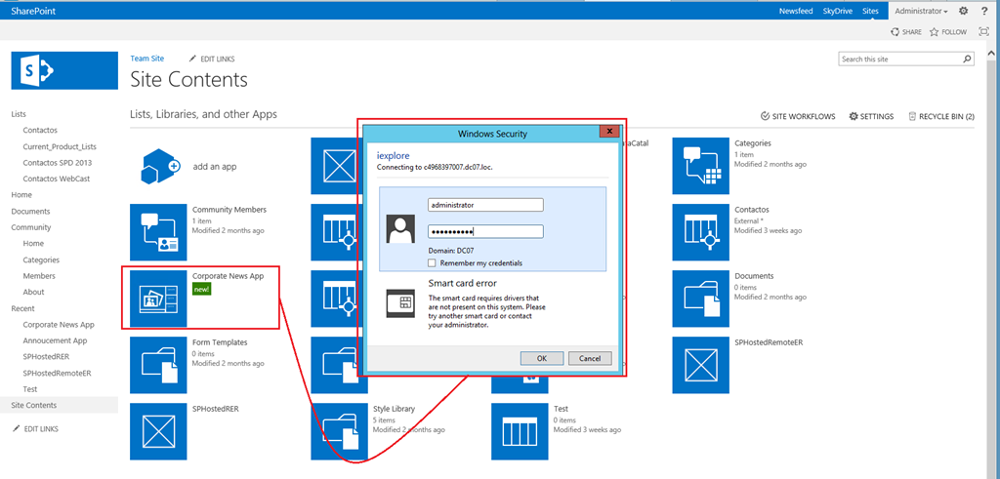 SharePoint
Newsfeed SkyDrive Sites Administrator ?
SHARE FOLLOW
S
Team Site EDIT LINKS
Site Contents
Search this site
Lists
Contactos
Current_Product_Lists
Contactos SPD 2013
Contactos WebCast
Home
Documents
Community
Home
Categories
Members
About
Recent
Corporate News App
Annoucement App
SPHostedRER
SPHostedRemoteER
Test
Site Contents
EDIT LINKS
Lists, Libraries, and other Apps
SITE WORKFLOWS SETTINGS RECYCLE BIN (2)
add an app
maCatal
Categories
1 item
Modified 2 months ago
Community Members
1 item
Modified 2 months ago
Contactos
External *
Modified 3 weeks ago
Corporate News App
new!
Documents
0 items
Modified 2 months ago
Form Templates
0 items
Modified 2 months ago
SPHostedRemoteER
SPHostedRER
Style Library
5 items
Modified 2 months ago
Test
0 items
Modified 3 weeks ago
Windows Security
x
iexplore
Connecting to c4968397007.dc07.loc.
administrator
••••••••••
Domain: DC07
Remember my credentials
Smart card error
The smart card requires drivers that
are not present on this system. Please
try another smart card or contact
your administrator.
OK Cancel